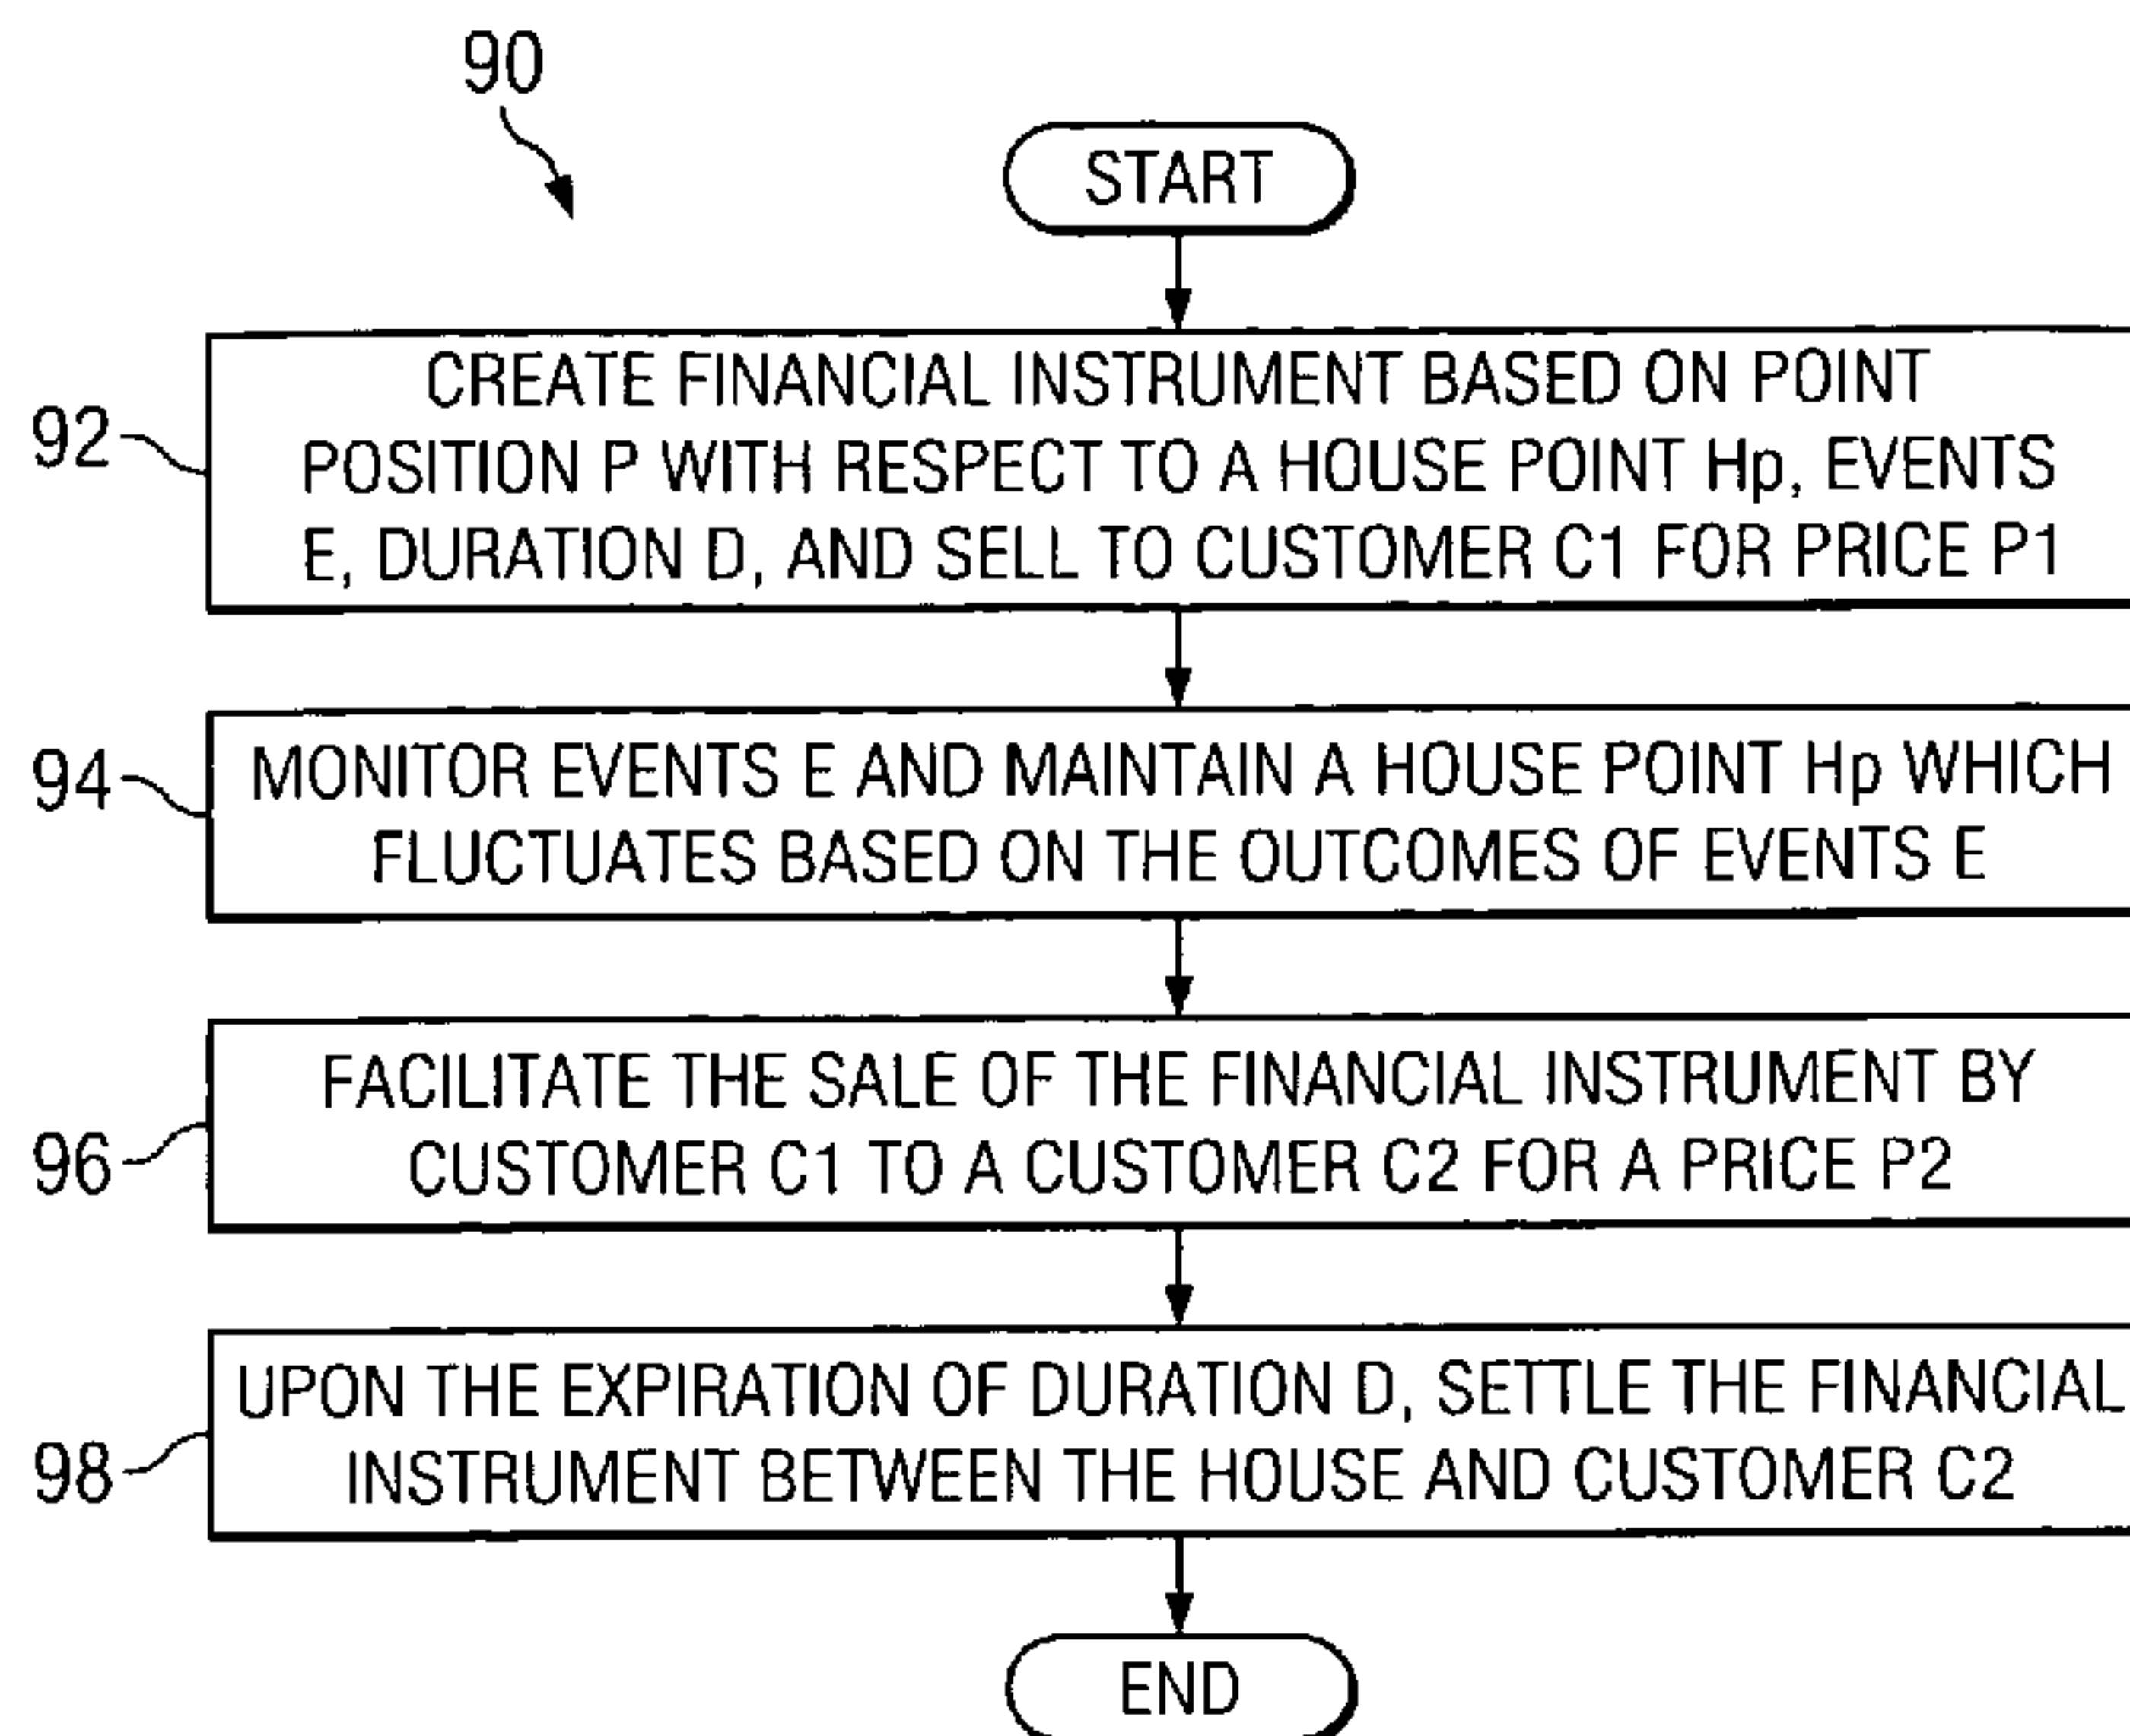 90
START
92
CREATE FINANCIAL INSTRUMENT BASED ON POINT
POSITION P WITH RESPECT TO A HOUSE POINT Hp, EVENTS
E, DURATION D, AND SELL TO CUSTOMER C1 FOR PRICE P1
94
MONITOR EVENTS E AND MAINTAIN A HOUSE POINT Hp WHICH
FLUCTUATES BASED ON THE OUTCOMES OF EVENTS E
96
FACILITATE THE SALE OF THE FINANCIAL INSTRUMENT BY
CUSTOMER C1 TO A CUSTOMER C2 FOR A PRICE P2
98
UPON THE EXPIRATION OF DURATION D, SETTLE THE FINANCIAL
INSTRUMENT BETWEEN THE HOUSE AND CUSTOMER C2
END